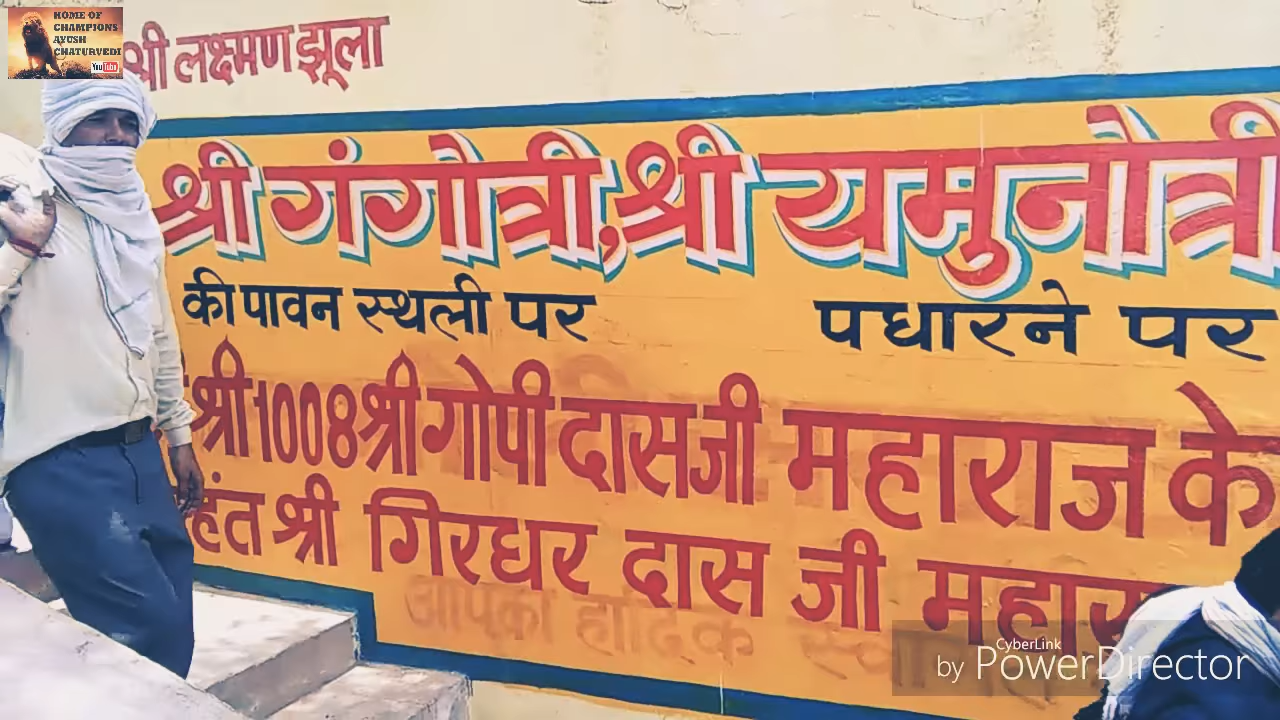 HOME OF
CHAMPIONS
AYUSH
CHATURVEDI
YouTube
श्री लक्ष्मण झूला
श्री गंगोत्री, श्री यमुनोत्री
की पावन स्थली पर पधारने पर
श्री 1008 श्री गोपी दास जी महाराज के
हंत श्री गिरधर दास जी महारा
आपका हार्दिक स्वा
CyberLink
by PowerDirector